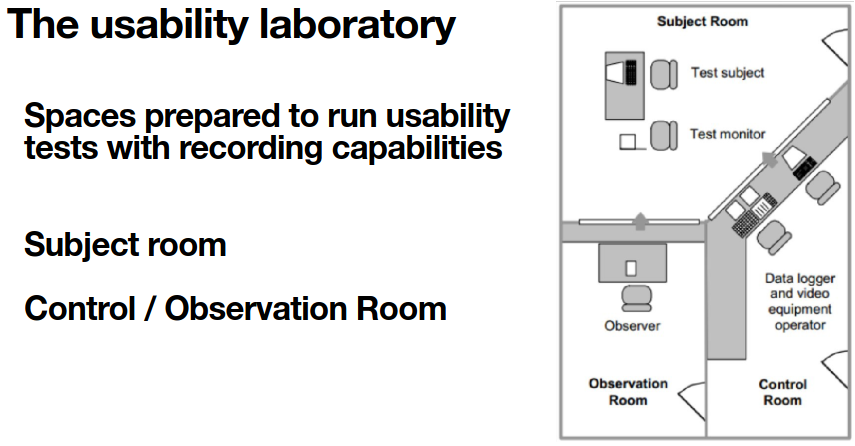 The usability laboratory
Spaces prepared to run usability
tests with recording capabilities
Subject room
Control / Observation Room
Subject Room
Test subject
Test monitor
Data logger
and video
equipment
operator
Observer
Observation
Room
Control
Room